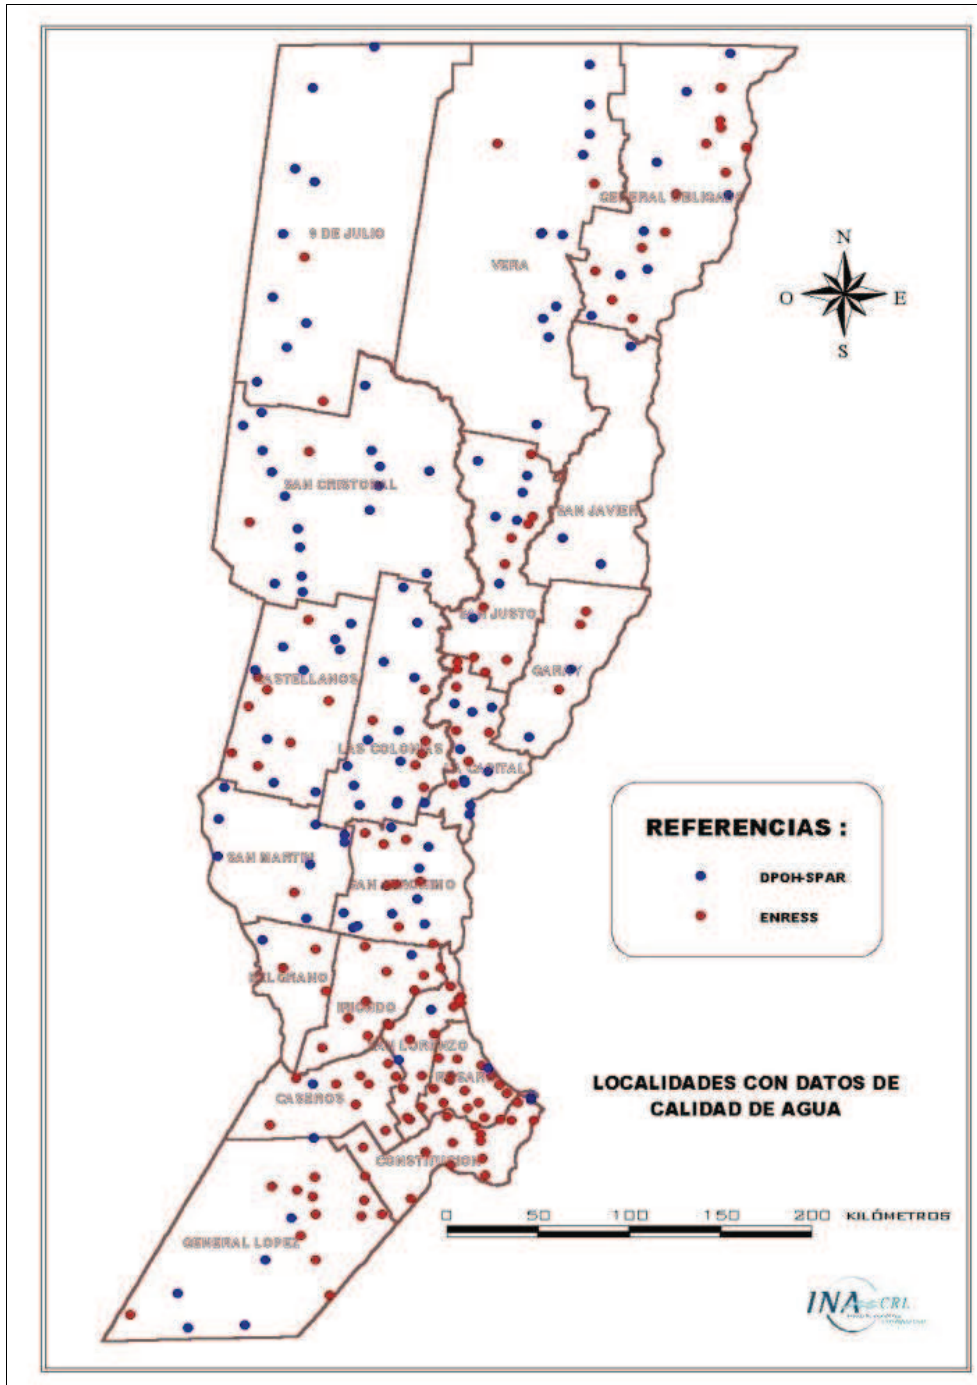 N
O E
S
9 DE JULIO
VERA
GENERAL OBLIGADO
SAN CRISTOBAL
SAN JAVIER
SAN JUSTO
GARAY
CASTELLANOS
LAS COLONIAS
LA CAPITAL
SAN MARTIN
SAN JERONIMO
BELGRANO
IRIONDO
SAN LORENZO
ROSARIO
CASEROS
CONSTITUCION
GENERAL LOPEZ
REFERENCIAS :
DPOH-SPAR
ENRESS
LOCALIDADES CON DATOS DE
CALIDAD DE AGUA
0 50 100 150 200 KILÓMETROS
INA CRL